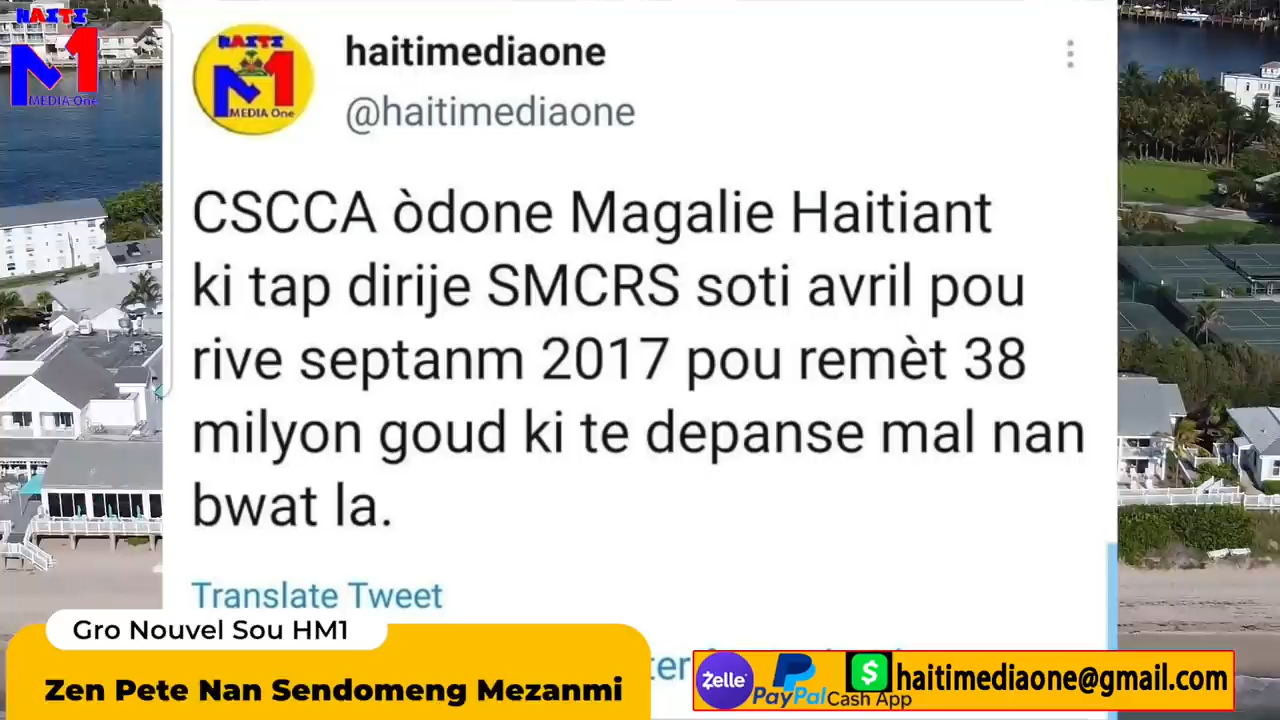 HAITI
M1
MEDIA One
HAITI
M1
MEDIA One
haitimediaone
@haitimediaone
CSCCA òdone Magalie Haitiant
ki tap dirije SMCRS soti avril pou
rive septanm 2017 pou remèt 38
milyon goud ki te depanse mal nan
bwat la.
Translate Tweet
Gro Nouvel Sou HM1
Zen Pete Nan Sendomeng Mezanmi
Zelle
PayPal
$
Cash App
haitimediaone@gmail.com